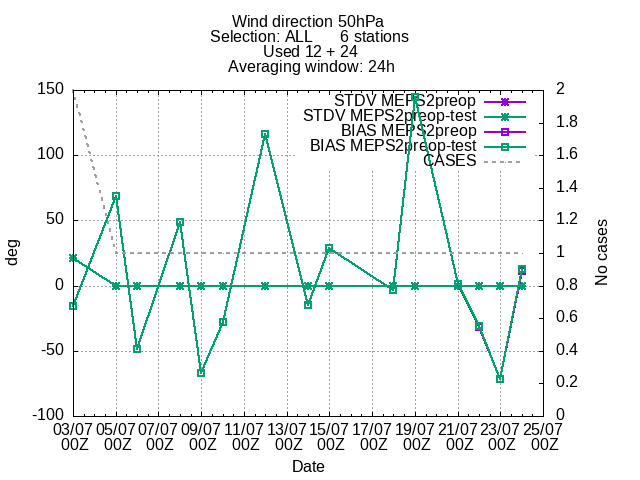 Wind direction 50hPa
Selection: ALL 6 stations
Used 12 + 24
Averaging window: 24h
STDV MEPS2preop
STDV MEPS2preop-test
BIAS MEPS2preop
BIAS MEPS2preop-test
CASES
150
100
50
0
-50
-100
deg
2
1.8
1.6
1.4
1.2
1
0.8
0.6
0.4
0.2
0
No cases
03/07 05/07 07/07 09/07 11/07 13/07 15/07 17/07 19/07 21/07 23/07 25/07
00Z 00Z 00Z 00Z 00Z 00Z 00Z 00Z 00Z 00Z 00Z 00Z
Date